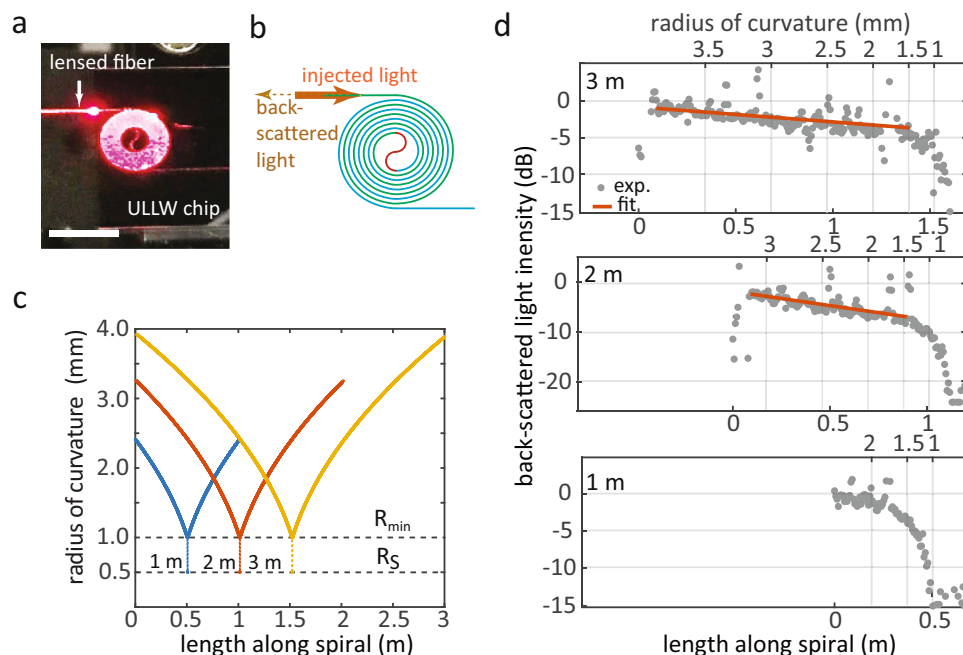 a
lensed fiber
ULLW chip
b
injected light
back-
scattered
light
c
radius of curvature (mm)
4.0
3.0
2.0
1.0
0.5
R_min
R_S
1 m
2 m
3 m
0 0.5 1 1.5 2 2.5 3
length along spiral (m)
d
radius of curvature (mm)
3.5 3 2.5 2 1.5 1
3 m
0
-5
-10
-15
exp.
fit
0 0.5 1 1.5
3 2.5 2 1.5 1
2 m
0
-10
-20
0 0.5 1
2 1.5 1
1 m
0
-5
-10
-15
0 0.5
back-scattered light inensity (dB)
length along spiral (m)